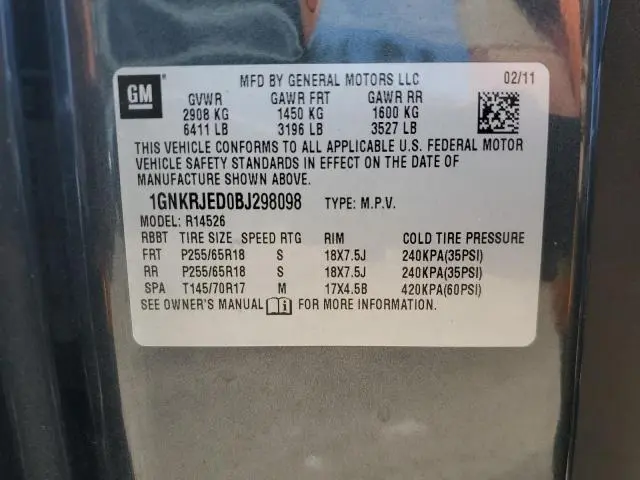 GM
MFD BY GENERAL MOTORS LLC 02/11
GVWR GAWR FRT GAWR RR
2908 KG 1450 KG 1600 KG
6411 LB 3196 LB 3527 LB
THIS VEHICLE CONFORMS TO ALL APPLICABLE U.S. FEDERAL MOTOR
VEHICLE SAFETY STANDARDS IN EFFECT ON THE DATE OF
MANUFACTURE SHOWN ABOVE.
1GNKRJED0BJ298098 TYPE: M.P.V.
MODEL: R14526
RBBT TIRE SIZE SPEED RTG RIM COLD TIRE PRESSURE
FRT P255/65R18 S 18X7.5J 240KPA(35PSI)
RR P255/65R18 S 18X7.5J 240KPA(35PSI)
SPA T145/70R17 M 17X4.5B 420KPA(60PSI)
SEE OWNER'S MANUAL i FOR MORE INFORMATION.